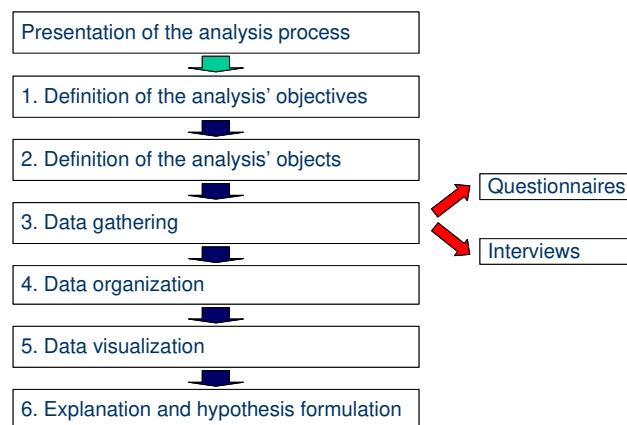 Presentation of the analysis process
1. Definition of the analysis' objectives
2. Definition of the analysis' objects
3. Data gathering
Questionnaires
Interviews
4. Data organization
5. Data visualization
6. Explanation and hypothesis formulation